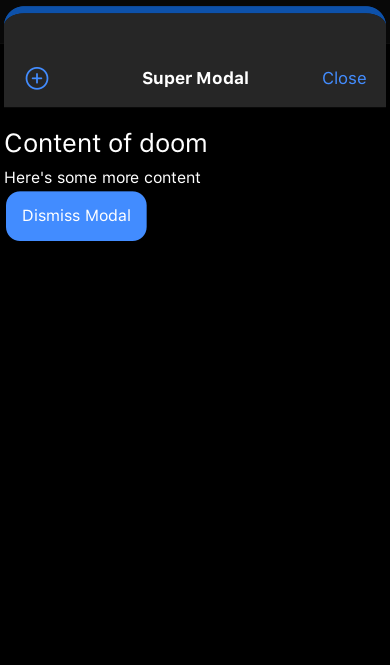 Super Modal
Close
Content of doom
Here's some more content
Dismiss Modal